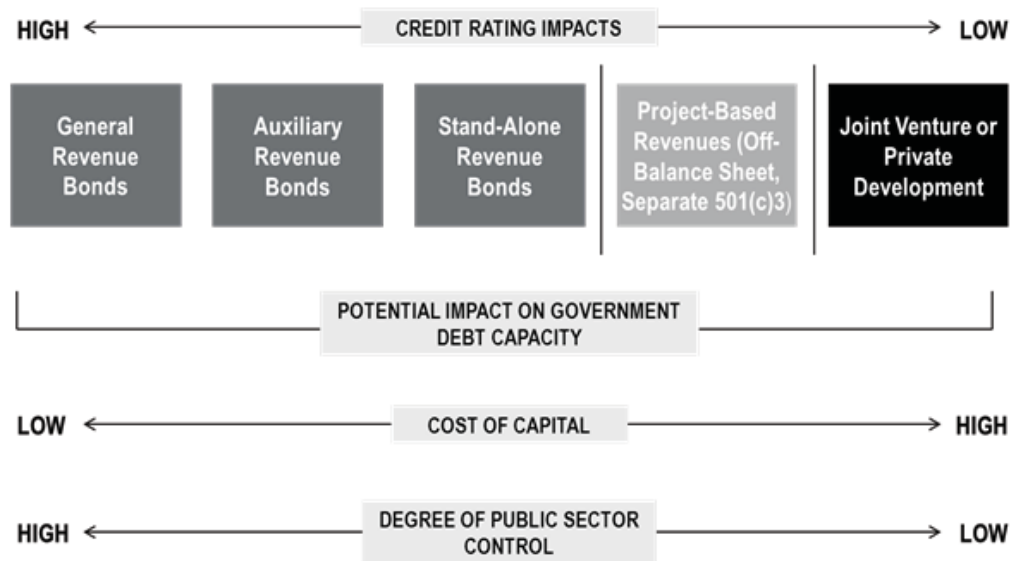 HIGH
CREDIT RATING IMPACTS
LOW
General
Revenue
Bonds
Auxiliary
Revenue
Bonds
Stand-Alone
Revenue
Bonds
Project-Based
Revenues (Off-
Balance Sheet,
Separate 501(c)3)
Joint Venture or
Private
Development
POTENTIAL IMPACT ON GOVERNMENT
DEBT CAPACITY
LOW
COST OF CAPITAL
HIGH
HIGH
DEGREE OF PUBLIC SECTOR
CONTROL
LOW